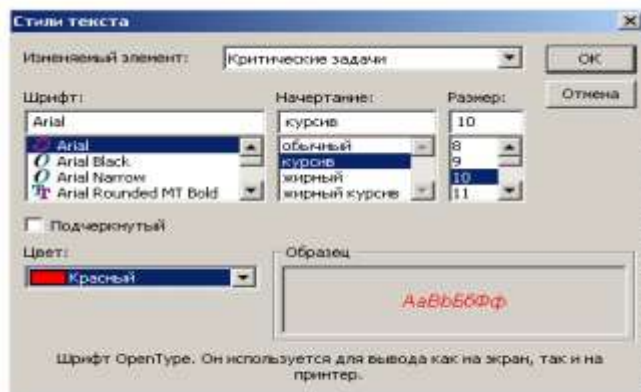 Стили текста
Изменяемый элемент: Критические задачи ОК
Шрифт: Начертание: Размер: Отмена
Arial курсив 10
Arial обычный 8
Arial Black курсив 9
Arial Narrow жирный 10
Arial Rounded MT Bold жирный курсив 11
Подчеркнутый
Цвет: Образец
Красный
АаВbБбФф
Шрифт OpenType. Он используется для вывода как на экран, так и на
принтер.